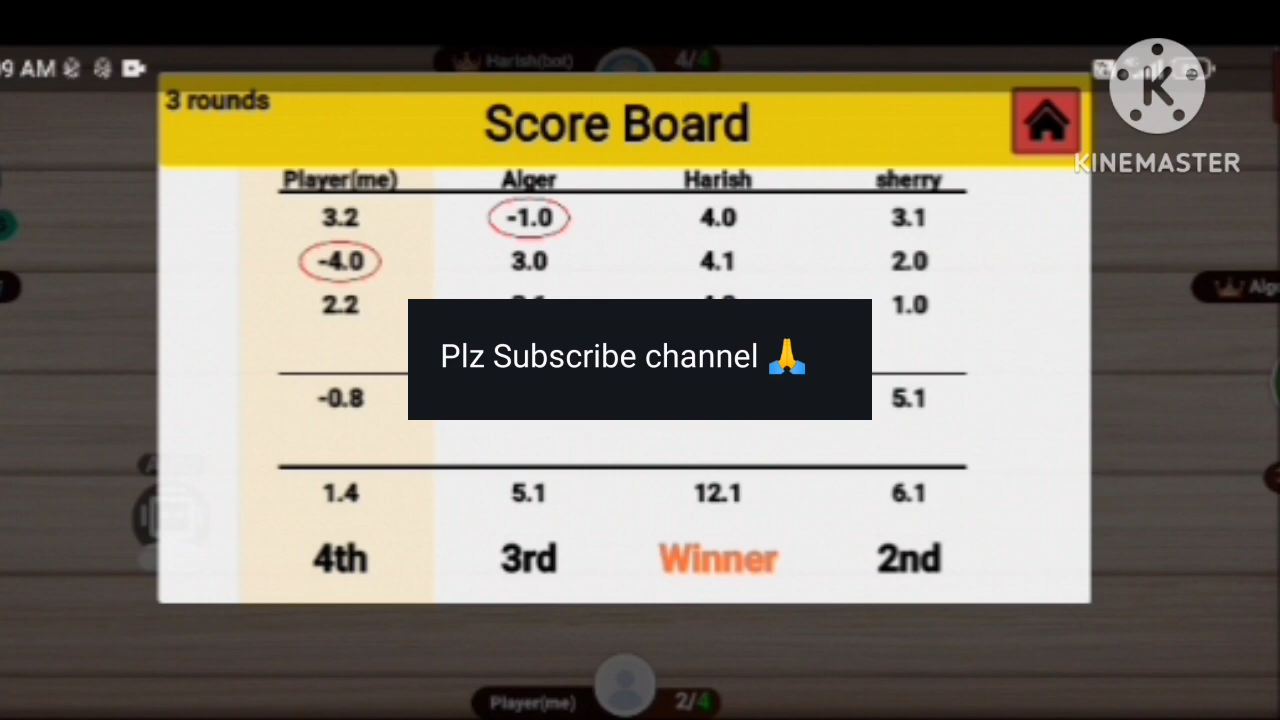 9 AM
Harish(bot) 4/4
3 rounds
Score Board
KINEMASTER
Player(me) Alger Harish sherry
3.2 -1.0 4.0 3.1
-4.0 3.0 4.1 2.0
2.2 1.0
Plz Subscribe channel 🙏
-0.8 5.1
1.4 5.1 12.1 6.1
4th 3rd Winner 2nd
Player(me) 2/4